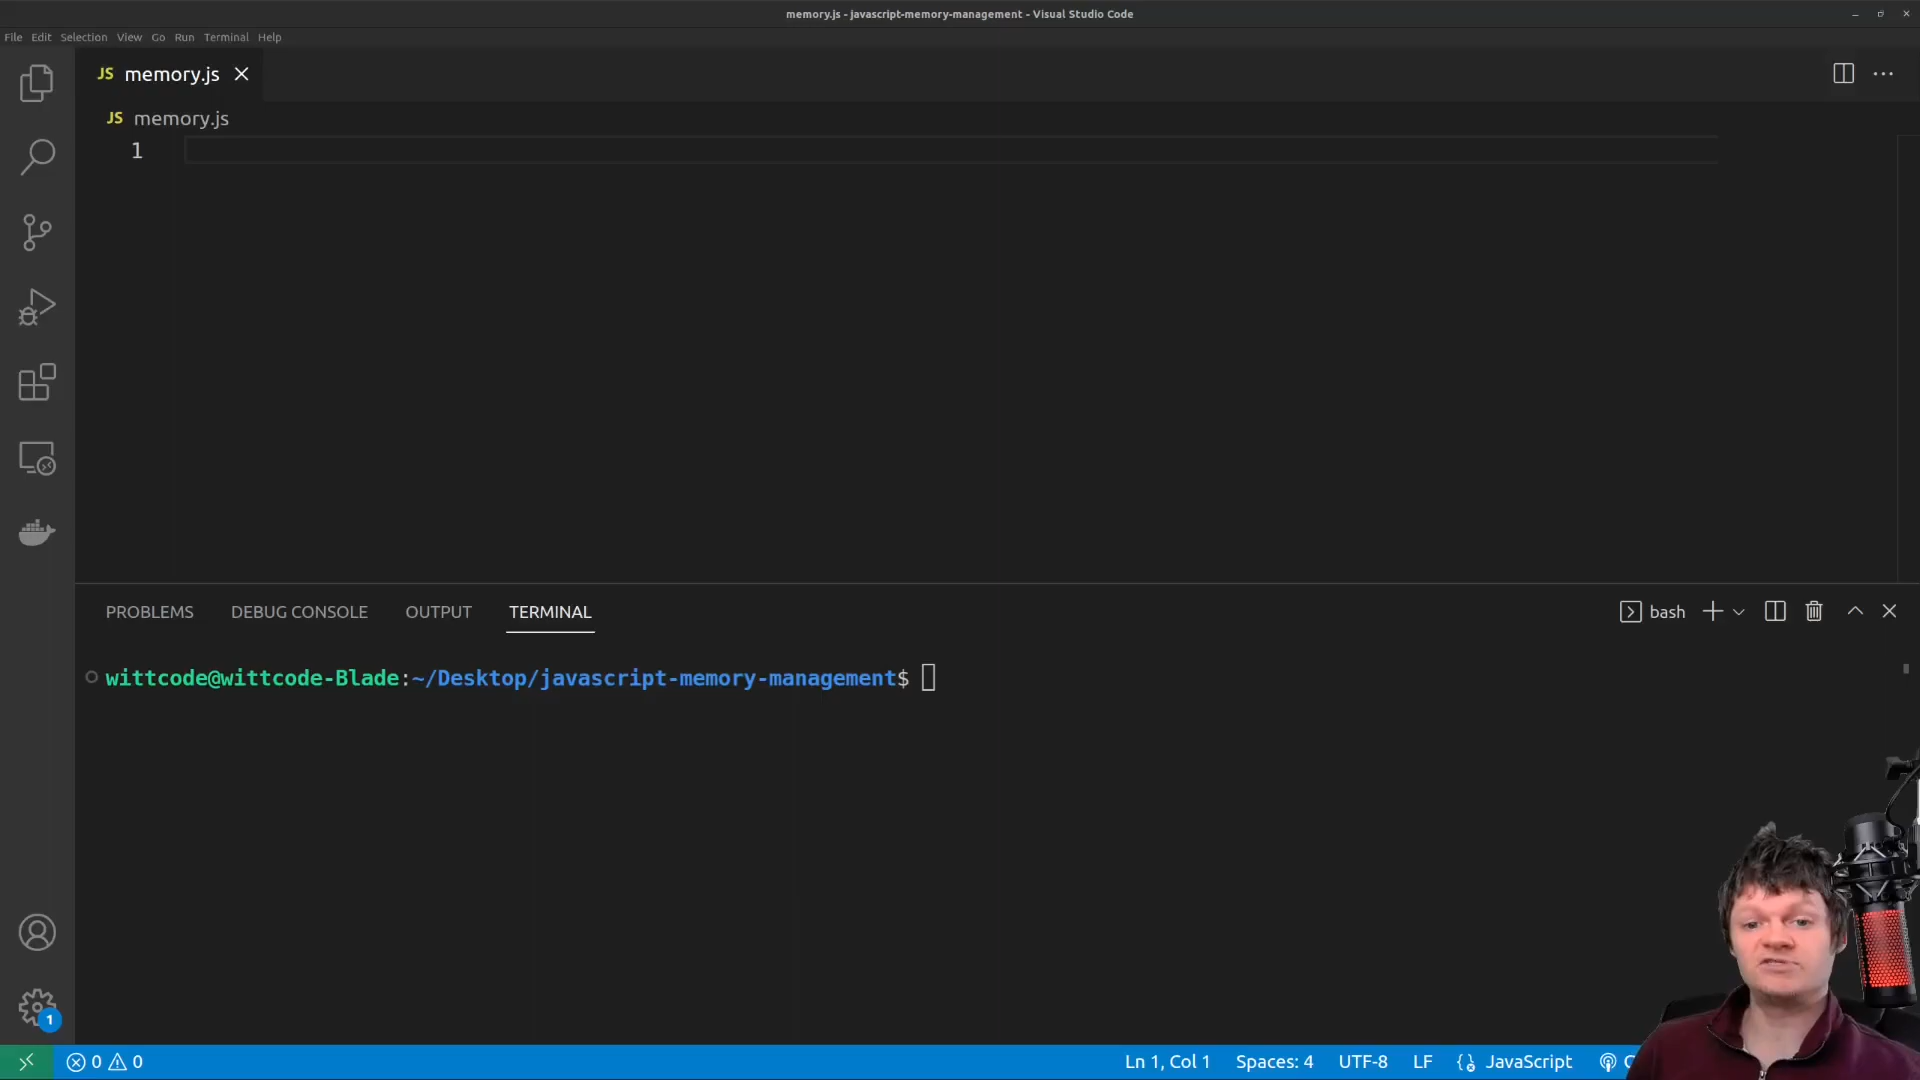 memory.js - javascript-memory-management - Visual Studio Code
File Edit Selection View Go Run Terminal Help
JS memory.js
JS memory.js
1
PROBLEMS DEBUG CONSOLE OUTPUT TERMINAL
bash
wittcode@wittcode-Blade:~/Desktop/javascript-memory-management$
1
0 0 Ln 1, Col 1 Spaces: 4 UTF-8 LF JavaScript